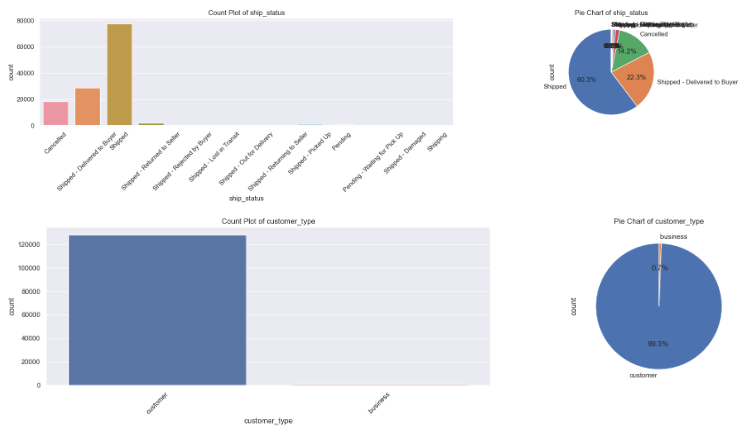 Count Plot of ship_status
80000
60000
40000
20000
0
count
Cancelled
Shipped - Delivered to Buyer
Shipped
Shipped - Returned to Seller
Shipped - Rejected by Buyer
Shipped - Lost in Transit
Shipped - Out for Delivery
Shipped - Returning to Seller
Shipped - Picked Up
Pending
Pending - Waiting for Pick Up
Shipped - Damaged
Shipping
ship_status
Pie Chart of ship_status
Cancelled
14.2%
60.3%
22.3%
Shipped - Delivered to Buyer
Shipped
count
Count Plot of customer_type
120000
100000
80000
60000
40000
20000
0
count
customer
business
customer_type
Pie Chart of customer_type
business
0.7%
count
99.3%
customer